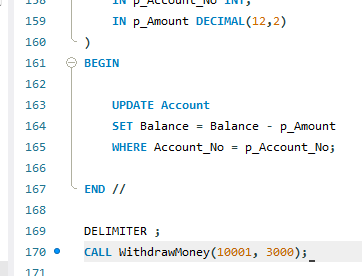 158 IN p_Account_No INT,
159 IN p_Amount DECIMAL(12,2)
160 )
161 BEGIN
162
163 UPDATE Account
164 SET Balance = Balance - p_Amount
165 WHERE Account_No = p_Account_No;
166
167 END //
168
169 DELIMITER ;
170 CALL WithdrawMoney(10001, 3000);
171